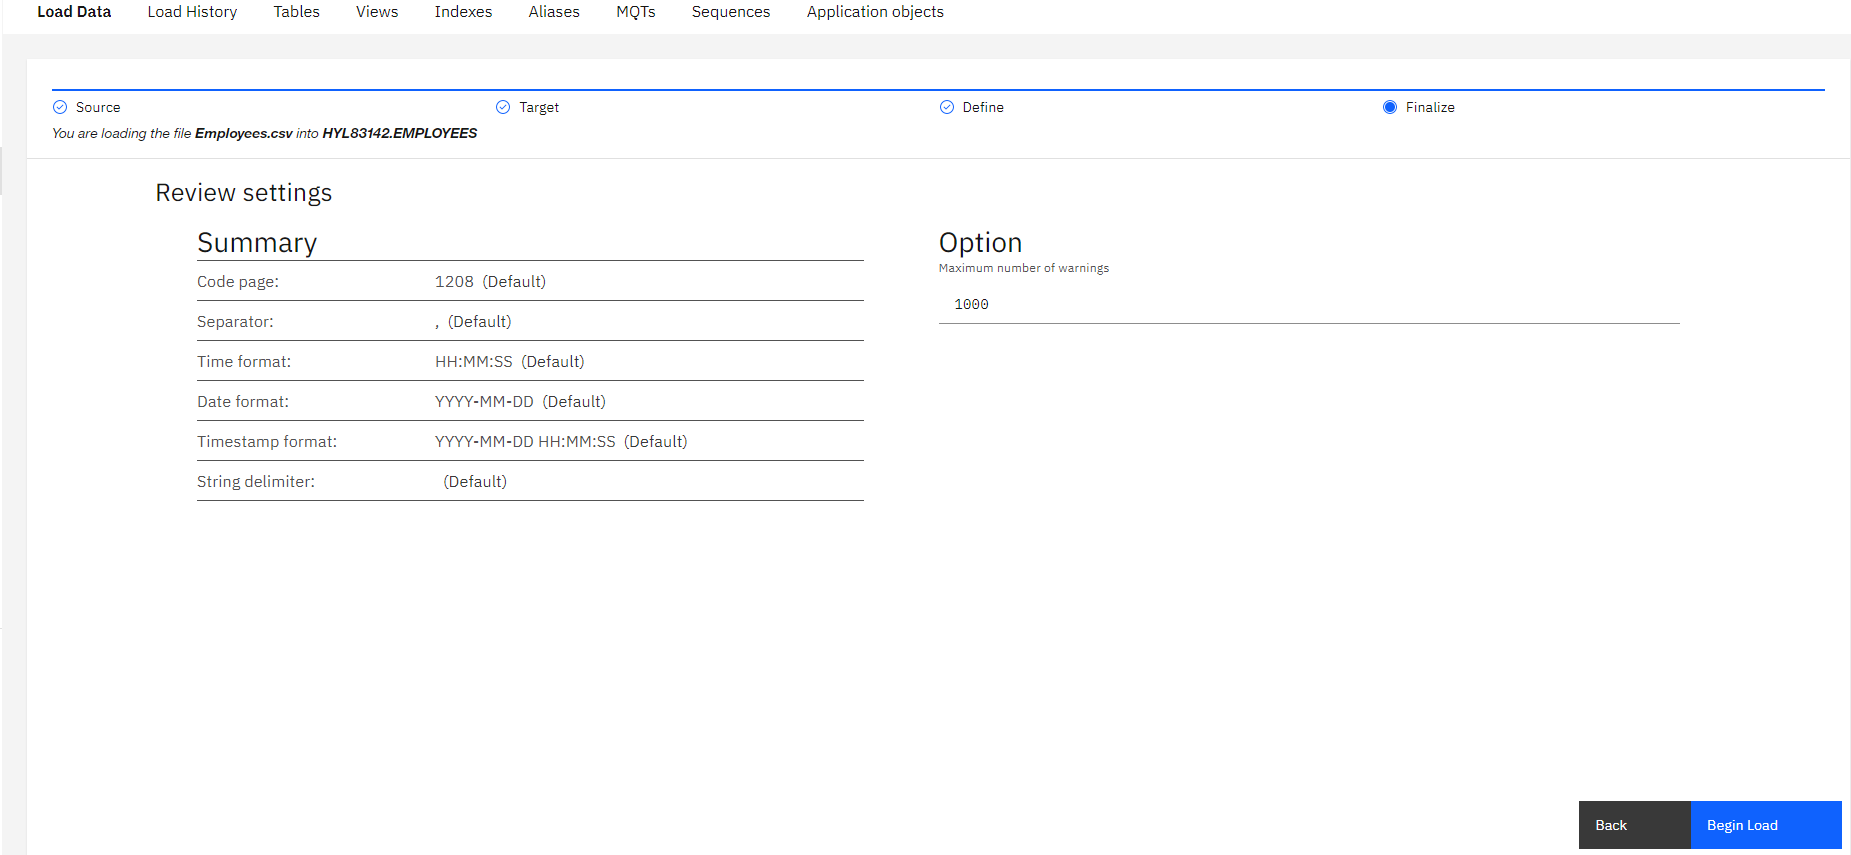 Load Data Load History Tables Views Indexes Aliases MQTs Sequences Application objects
Source Target Define Finalize
You are loading the file Employees.csv into HYL83142.EMPLOYEES
Review settings
Summary
Code page: 1208 (Default)
Separator: , (Default)
Time format: HH:MM:SS (Default)
Date format: YYYY-MM-DD (Default)
Timestamp format: YYYY-MM-DD HH:MM:SS (Default)
String delimiter: (Default)
Option
Maximum number of warnings
1000
Back Begin Load